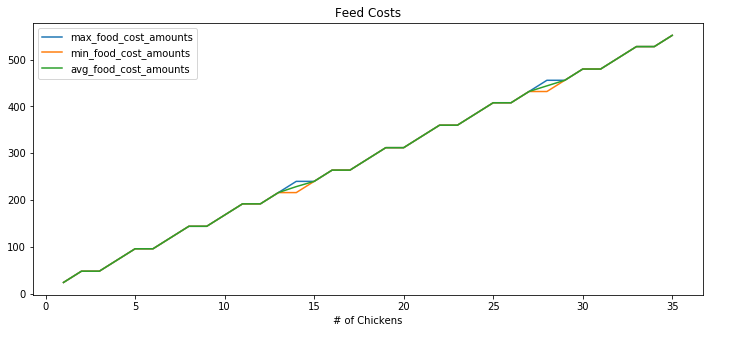 Feed Costs
max_food_cost_amounts
min_food_cost_amounts
avg_food_cost_amounts
500
400
300
200
100
0
0 5 10 15 20 25 30 35
# of Chickens